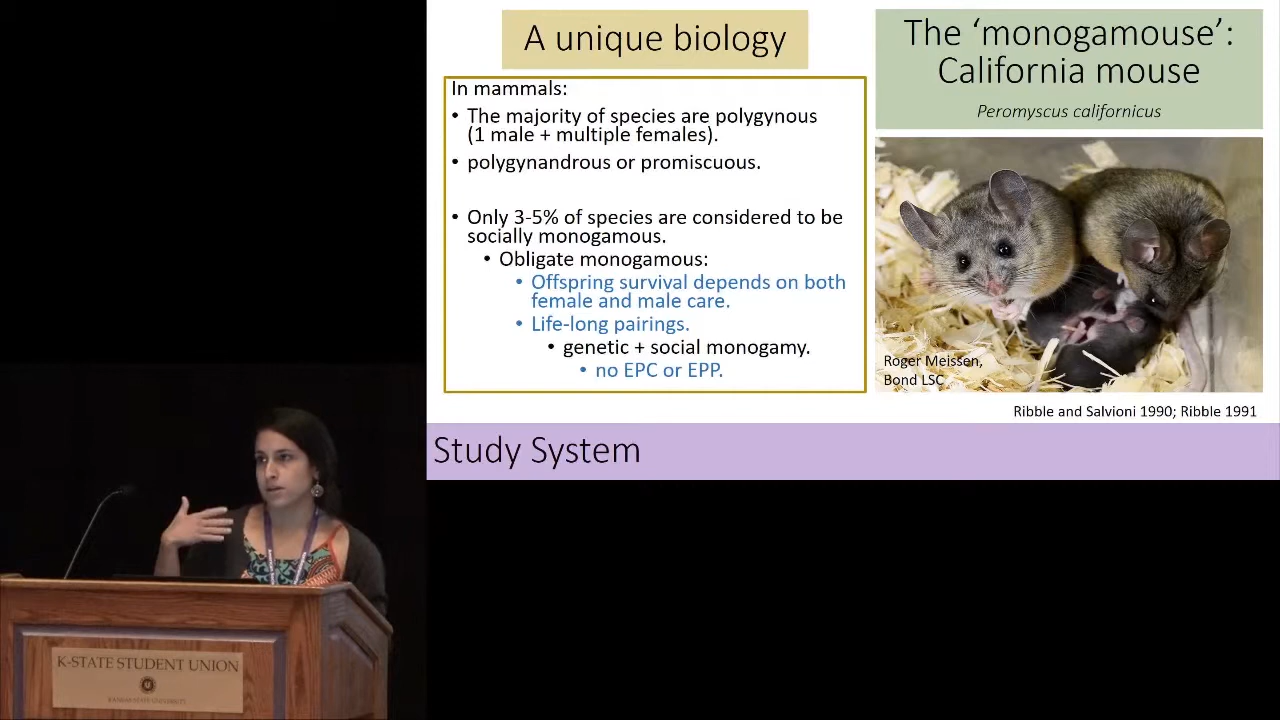 A unique biology
In mammals:
• The majority of species are polygynous
(1 male + multiple females).
• polygynandrous or promiscuous.
• Only 3-5% of species are considered to be
socially monogamous.
• Obligate monogamous:
• Offspring survival depends on both
female and male care.
• Life-long pairings.
• genetic + social monogamy.
• no EPC or EPP.
The ‘monogamouse’:
California mouse
Peromyscus californicus
Roger Meissen,
Bond LSC
Ribble and Salvioni 1990; Ribble 1991
Study System
K-STATE STUDENT UNION
KANSAS STATE UNIVERSITY